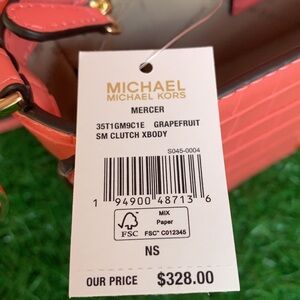 MICHAEL
MICHAEL KORS
MERCER
35T1GM9C1E GRAPEFRUIT
SM CLUTCH XBODY
S045-0004
1 94900 48713 6
FSC
MIX
Paper
FSC® C012345
NS
OUR PRICE $328.00